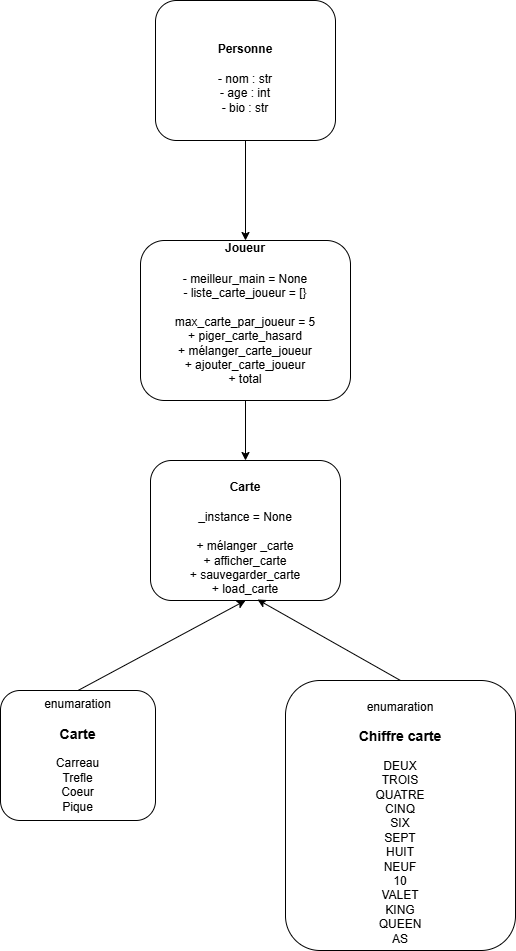 Personne
- nom : str
- age : int
- bio : str
Joueur
- meilleur_main = None
- liste_carte_joueur = []
max_carte_par_joueur = 5
+ piger_carte_hasard
+ mélanger_carte_joueur
+ ajouter_carte_joueur
+ total
Carte
_instance = None
+ mélanger _carte
+ afficher_carte
+ sauvegarder_carte
+ load_carte
enumaration
Carte
Carreau
Trefle
Coeur
Pique
enumaration
Chiffre carte
DEUX
TROIS
QUATRE
CINQ
SIX
SEPT
HUIT
NEUF
10
VALET
KING
QUEEN
AS